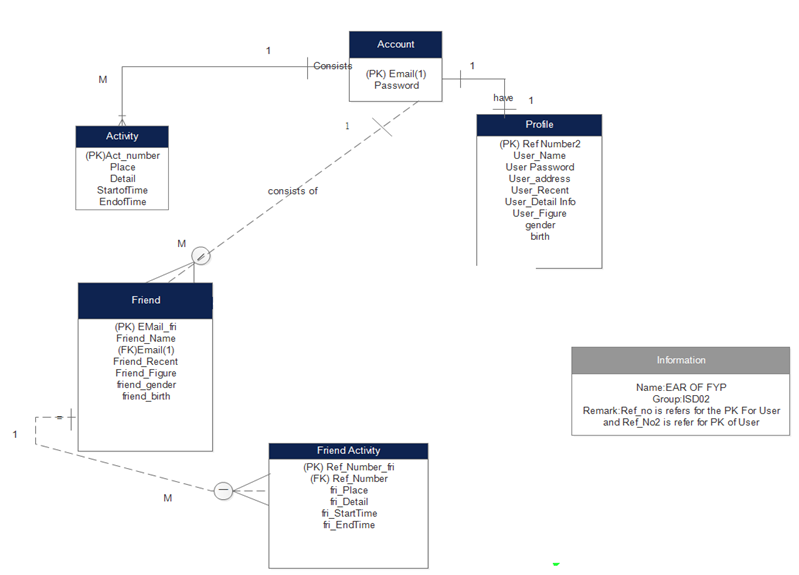 Account
(PK) Email(1)
Password
1
Consists
M
1
have
1
Activity
(PK)Act_number
Place
Detail
StartofTime
EndofTime
Profile
(PK) Ref Number2
User_Name
User Password
User_address
User_Recent
User_Detail Info
User_Figure
gender
birth
1
consists of
M
Friend
(PK) EMail_fri
Friend_Name
(FK)Email(1)
Friend_Recent
Friend_Figure
friend_gender
friend_birth
Information
Name:EAR OF FYP
Group:ISD02
Remark:Ref_no is refers for the PK For User
and Ref_No2 is refer for PK of User
1
M
Friend Activity
(PK) Ref_Number_fri
(FK) Ref_Number
fri_Place
fri_Detail
fri_StartTime
fri_EndTime